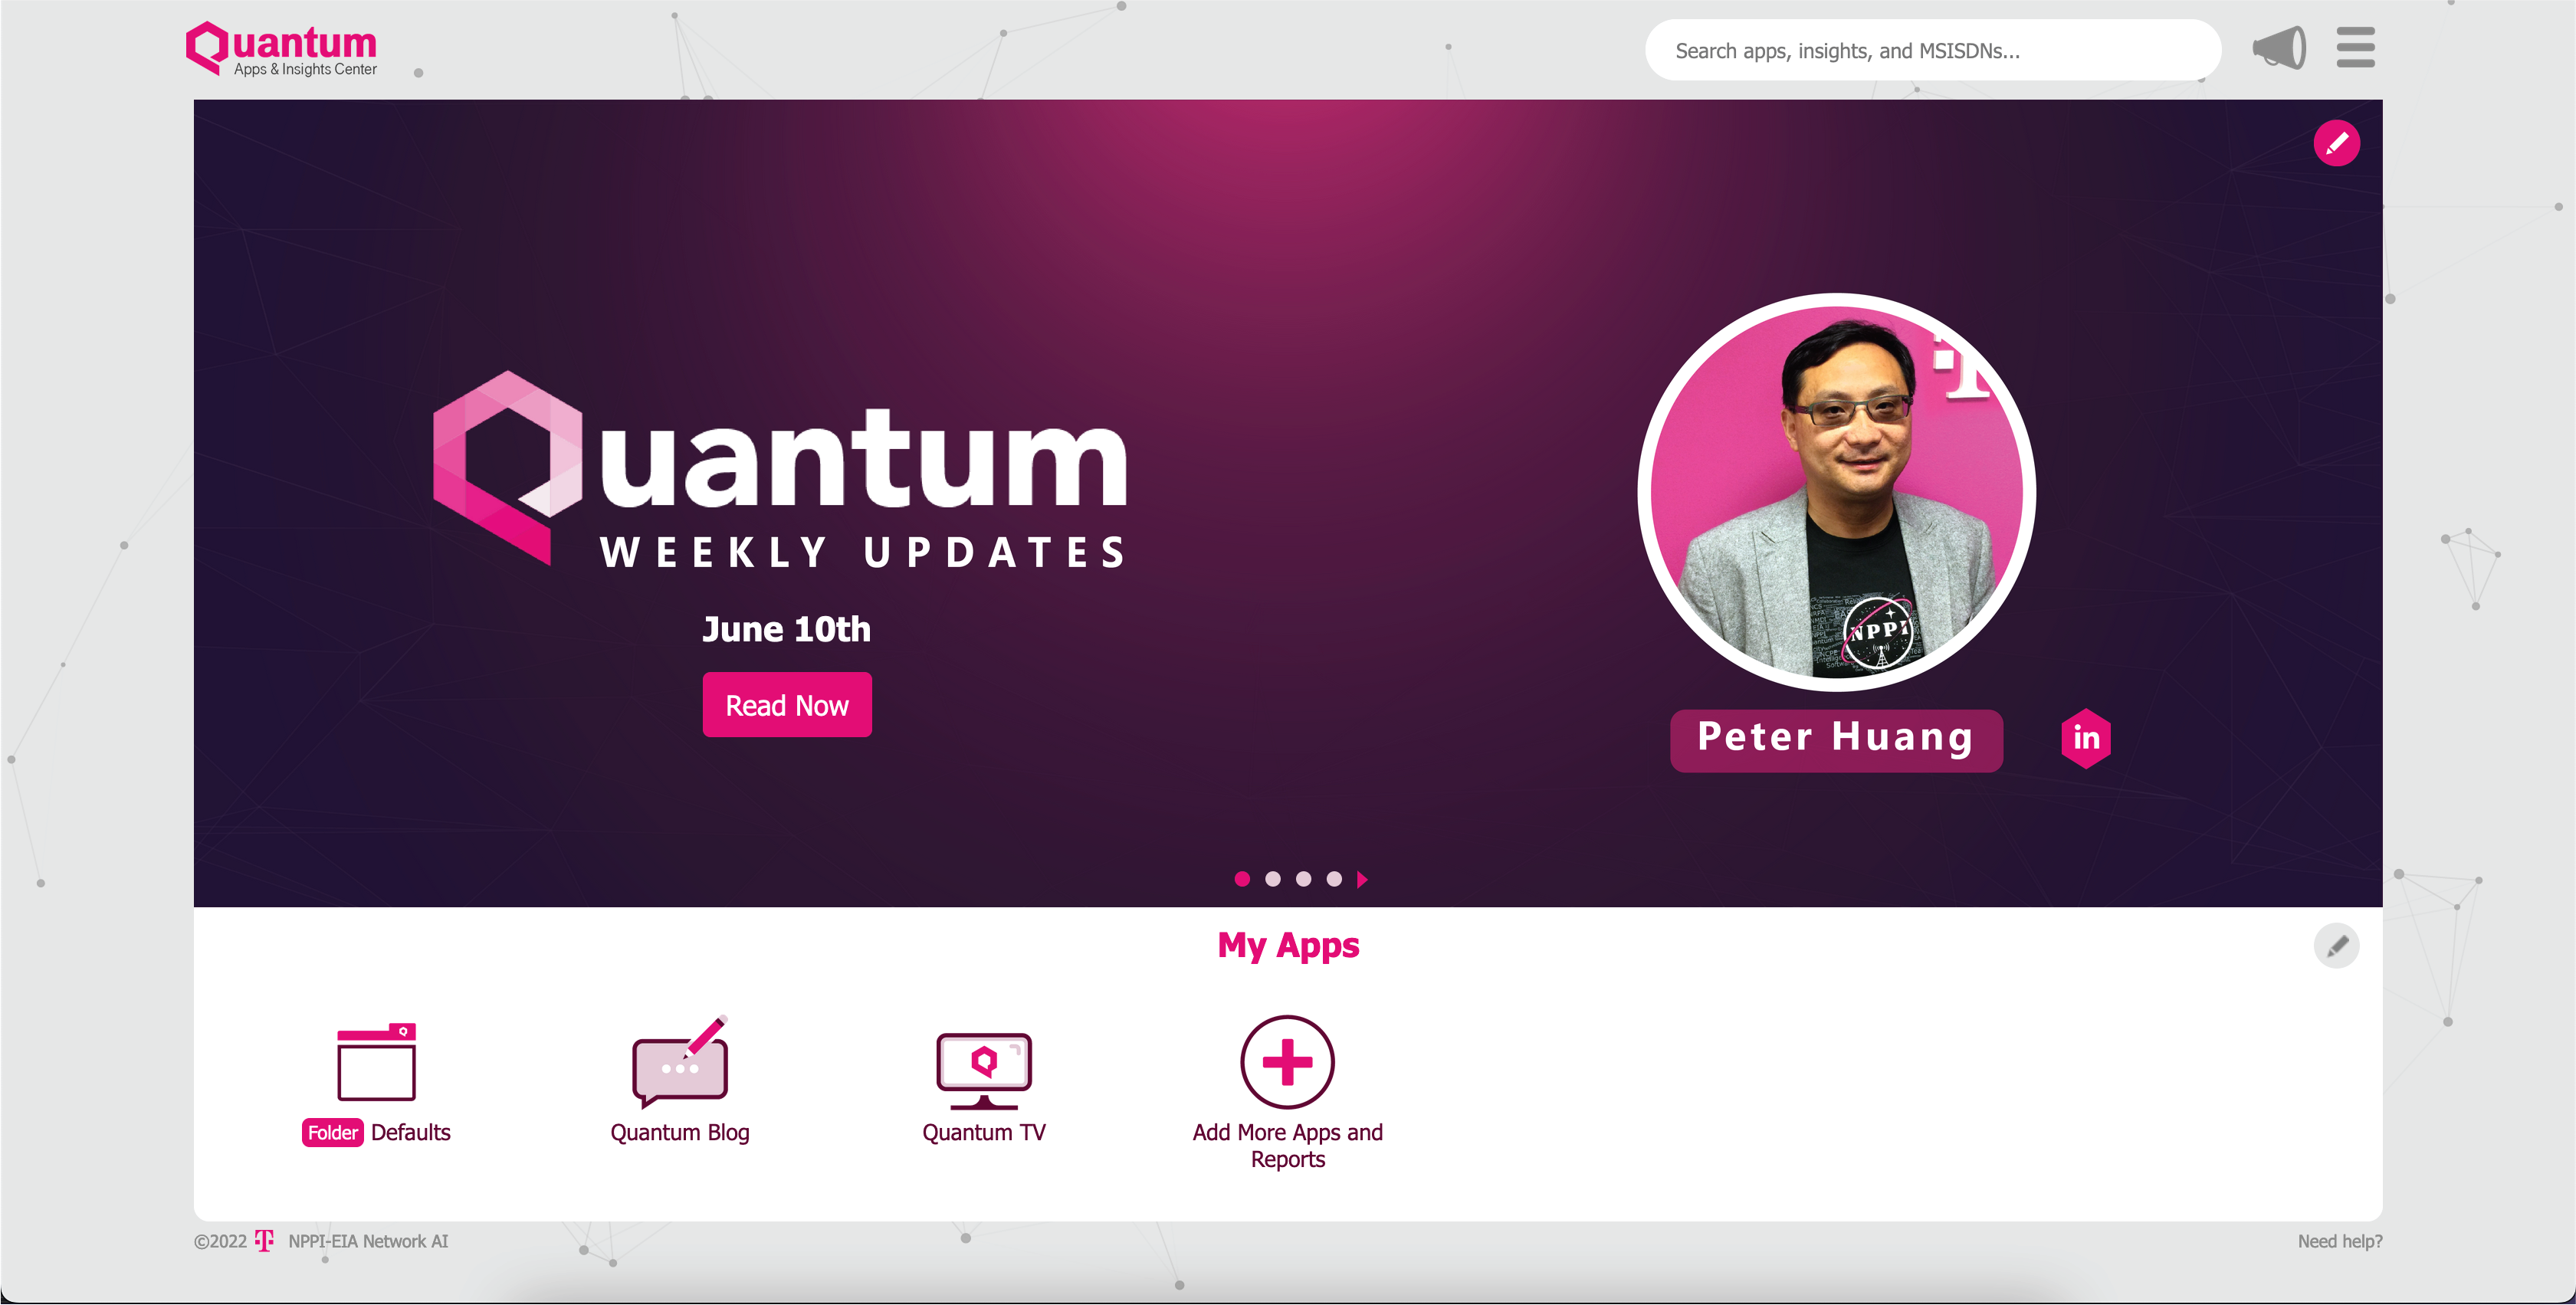 Quantum
Apps & Insights Center
Search apps, insights, and MSISDNs...
Quantum
WEEKLY UPDATES
June 10th
Read Now
T
NPPI
Peter Huang
in
My Apps
Folder Defaults
Quantum Blog
Quantum TV
Add More Apps and
Reports
©2022 T NPPI-EIA Network AI
Need help?